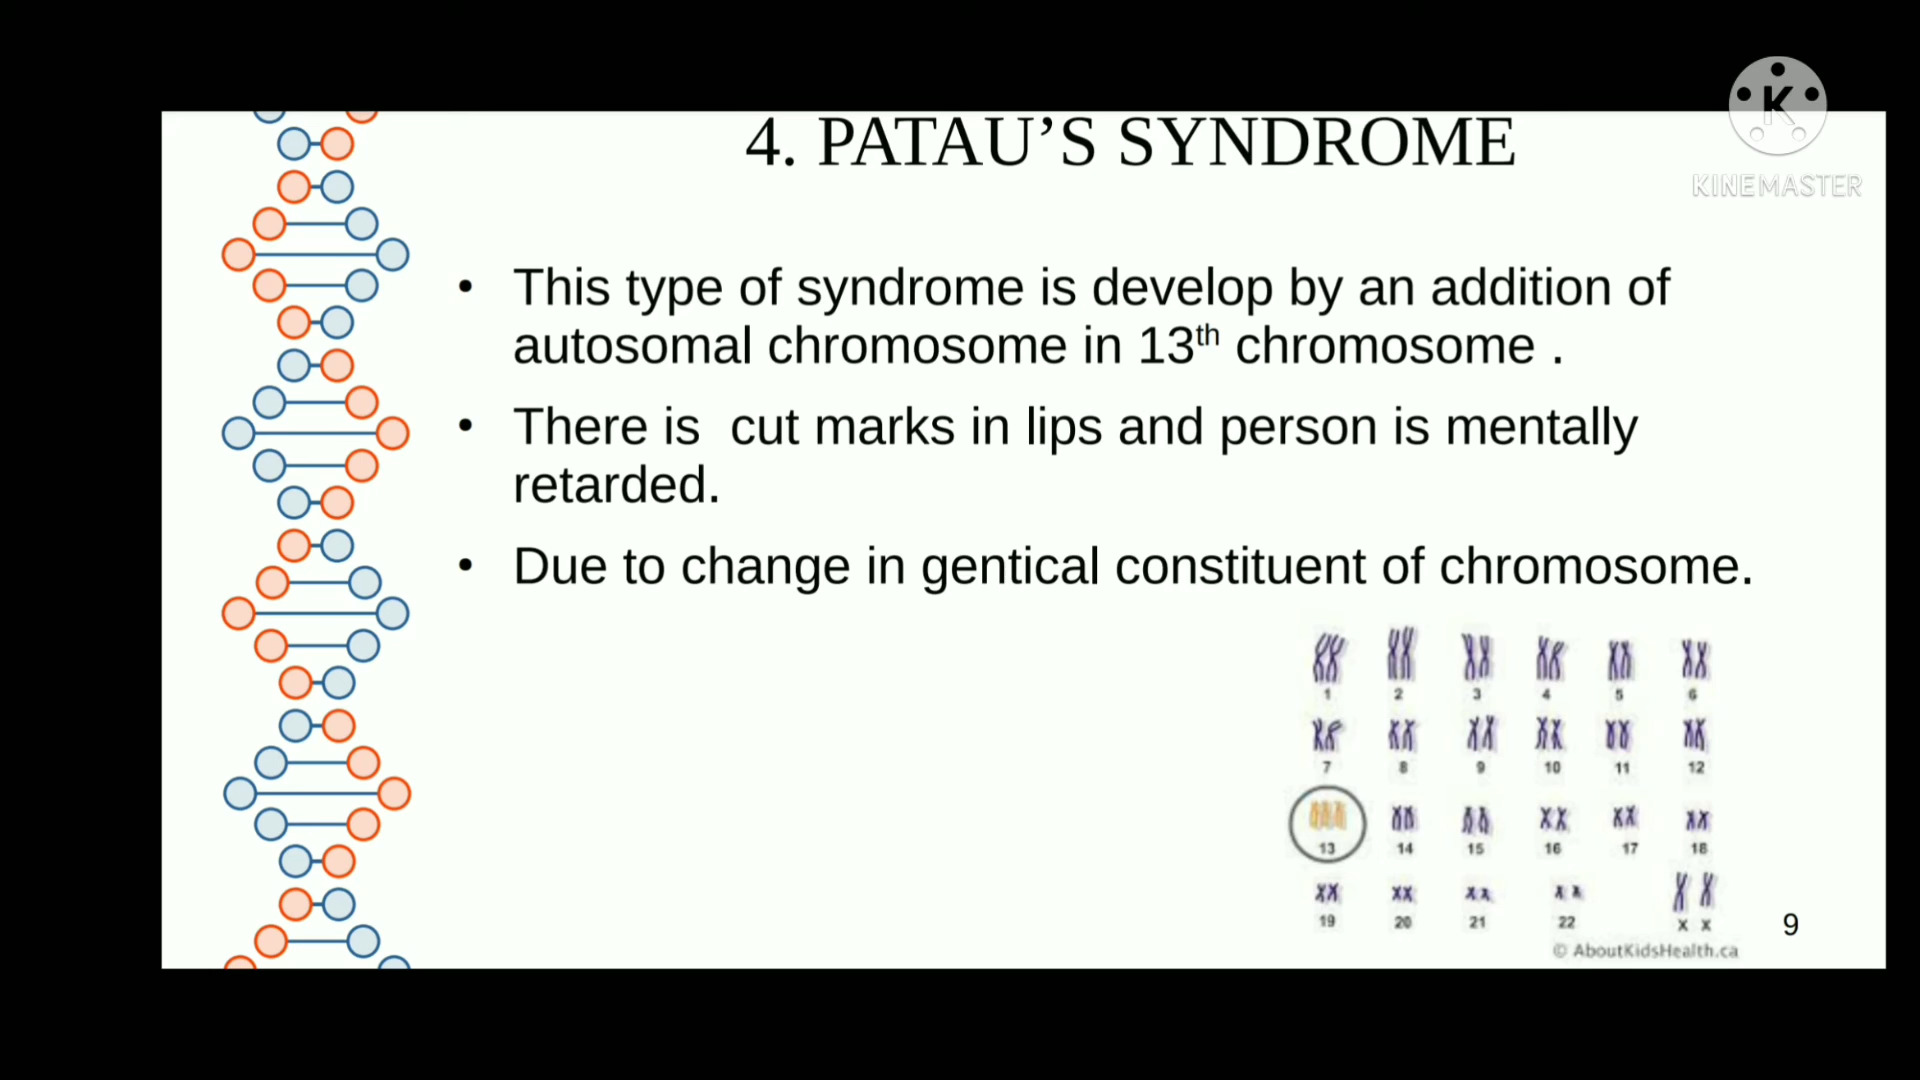 4. PATAU’S SYNDROME
K
KINEMASTER
• This type of syndrome is develop by an addition of
autosomal chromosome in 13th chromosome .
• There is cut marks in lips and person is mentally
retarded.
• Due to change in gentical constituent of chromosome.
1 2 3 4 5 6
7 8 9 10 11 12
13 14 15 16 17 18
19 20 21 22 X X
9
© AboutKidsHealth.ca